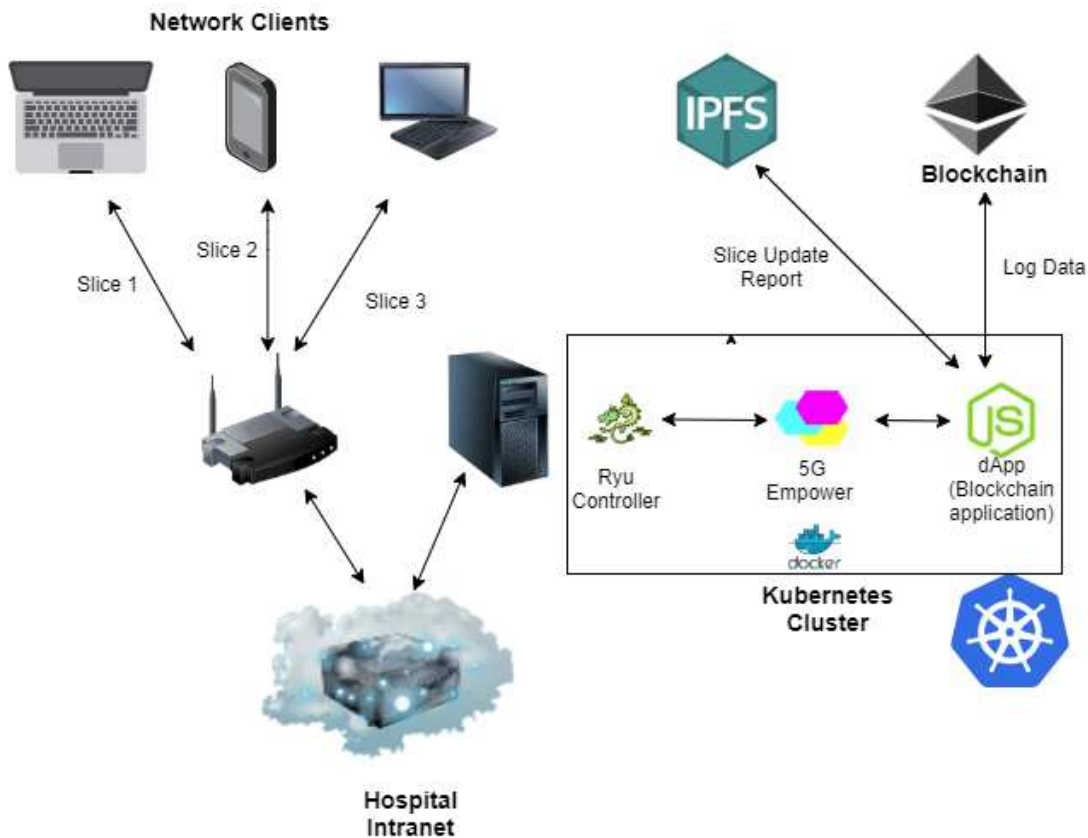 Network Clients
IPFS
Blockchain
Slice 1
Slice 2
Slice 3
Slice Update
Report
Log Data
JS
Ryu
Controller
5G
Empower
dApp
(Blockchain
application)
docker
Kubernetes
Cluster
Hospital
Intranet